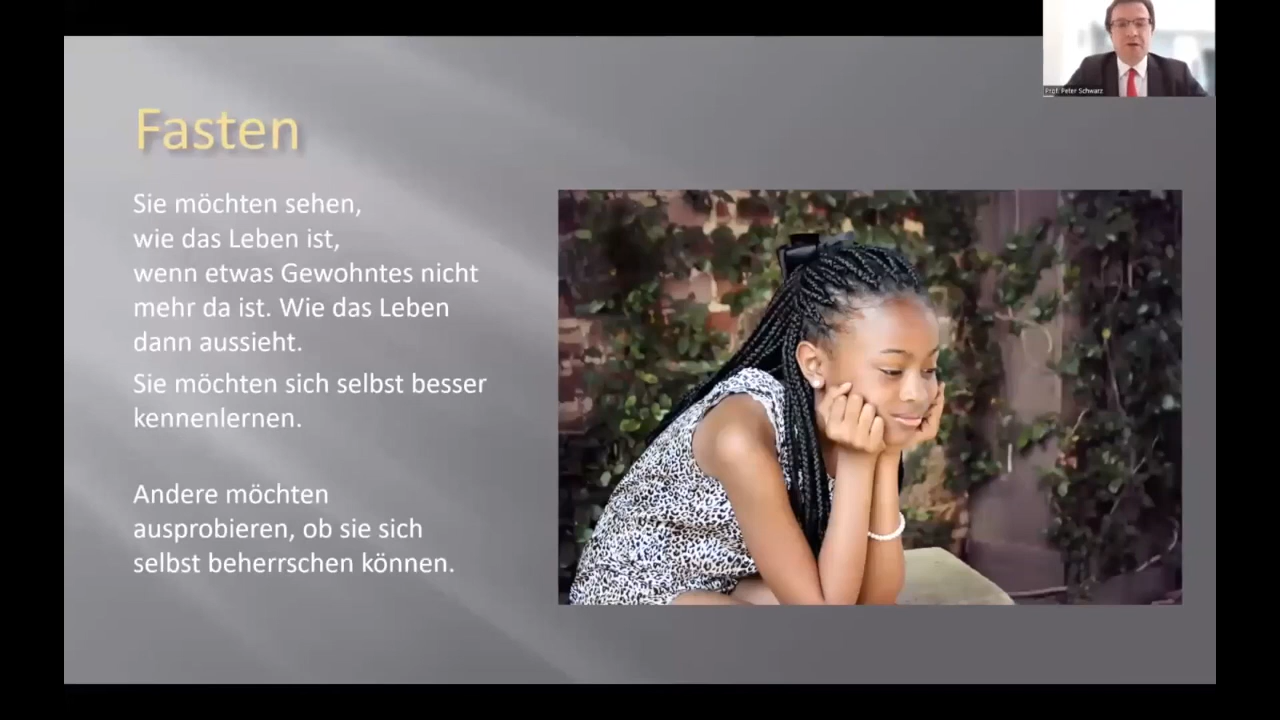 Prof. Peter Schwarz
Fasten
Sie möchten sehen,
wie das Leben ist,
wenn etwas Gewohntes nicht
mehr da ist. Wie das Leben
dann aussieht.
Sie möchten sich selbst besser
kennenlernen.
Andere möchten
ausprobieren, ob sie sich
selbst beherrschen können.